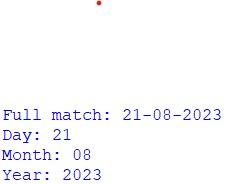 Full match: 21-08-2023
Day: 21
Month: 08
Year: 2023